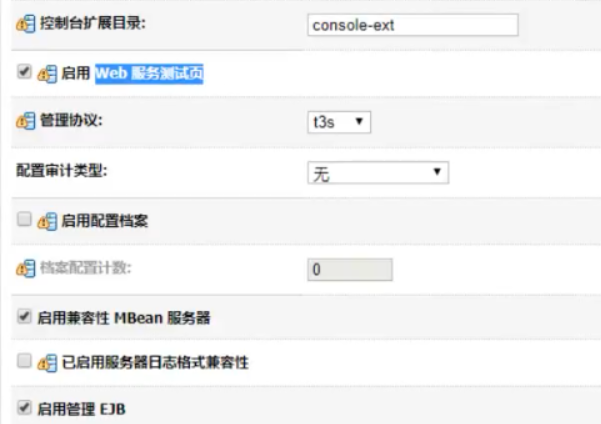 控制台扩展目录: console-ext
启用 Web 服务测试页
管理协议: t3s
配置审计类型: 无
启用配置档案
档案配置计数: 0
启用兼容性 MBean 服务器
已启用服务器日志格式兼容性
启用管理 EJB